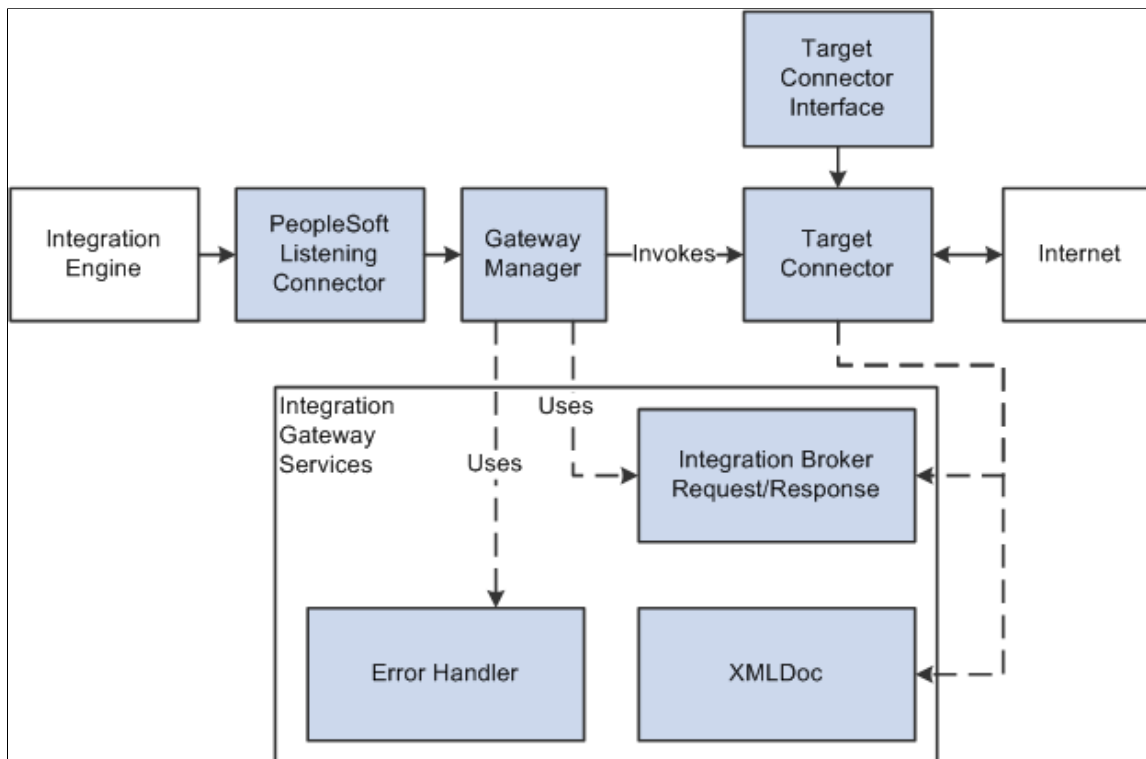 Target
Connector
Interface
Integration
Engine
PeopleSoft
Listening
Connector
Gateway
Manager
Invokes
Target
Connector
Internet
Integration
Gateway
Services
Uses
Uses
Integration Broker
Request/Response
Error Handler
XMLDoc